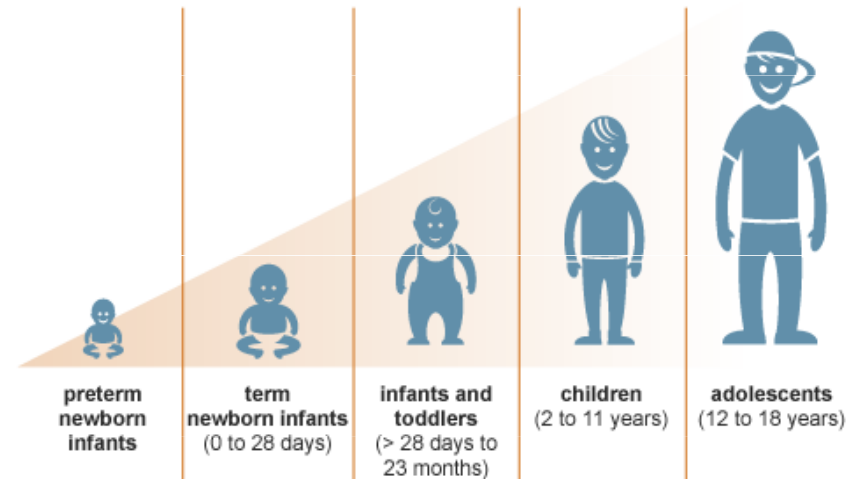 preterm
newborn
infants
term
newborn infants
(0 to 28 days)
infants and
toddlers
(> 28 days to
23 months)
children
(2 to 11 years)
adolescents
(12 to 18 years)